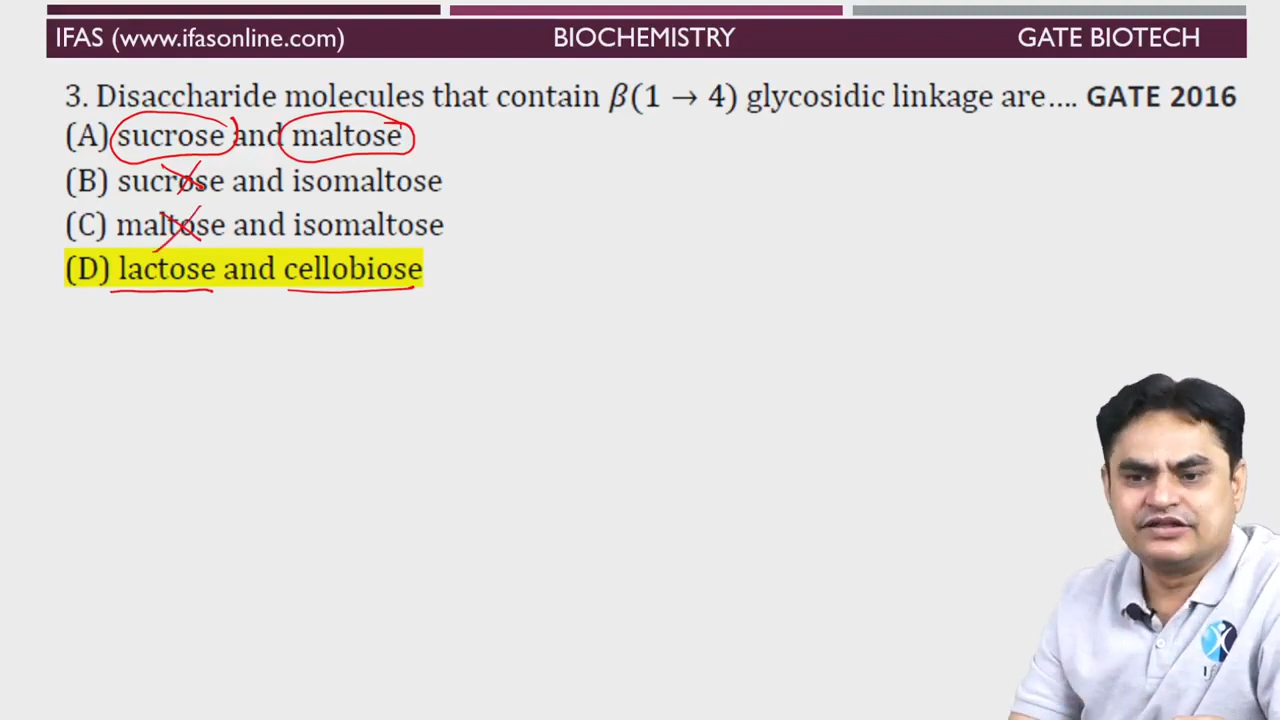 IFAS (www.ifasonline.com) BIOCHEMISTRY GATE BIOTECH
3. Disaccharide molecules that contain β(1 → 4) glycosidic linkage are.... GATE 2016
(A) sucrose and maltose
(B) sucrose and isomaltose
(C) maltose and isomaltose
(D) lactose and cellobiose